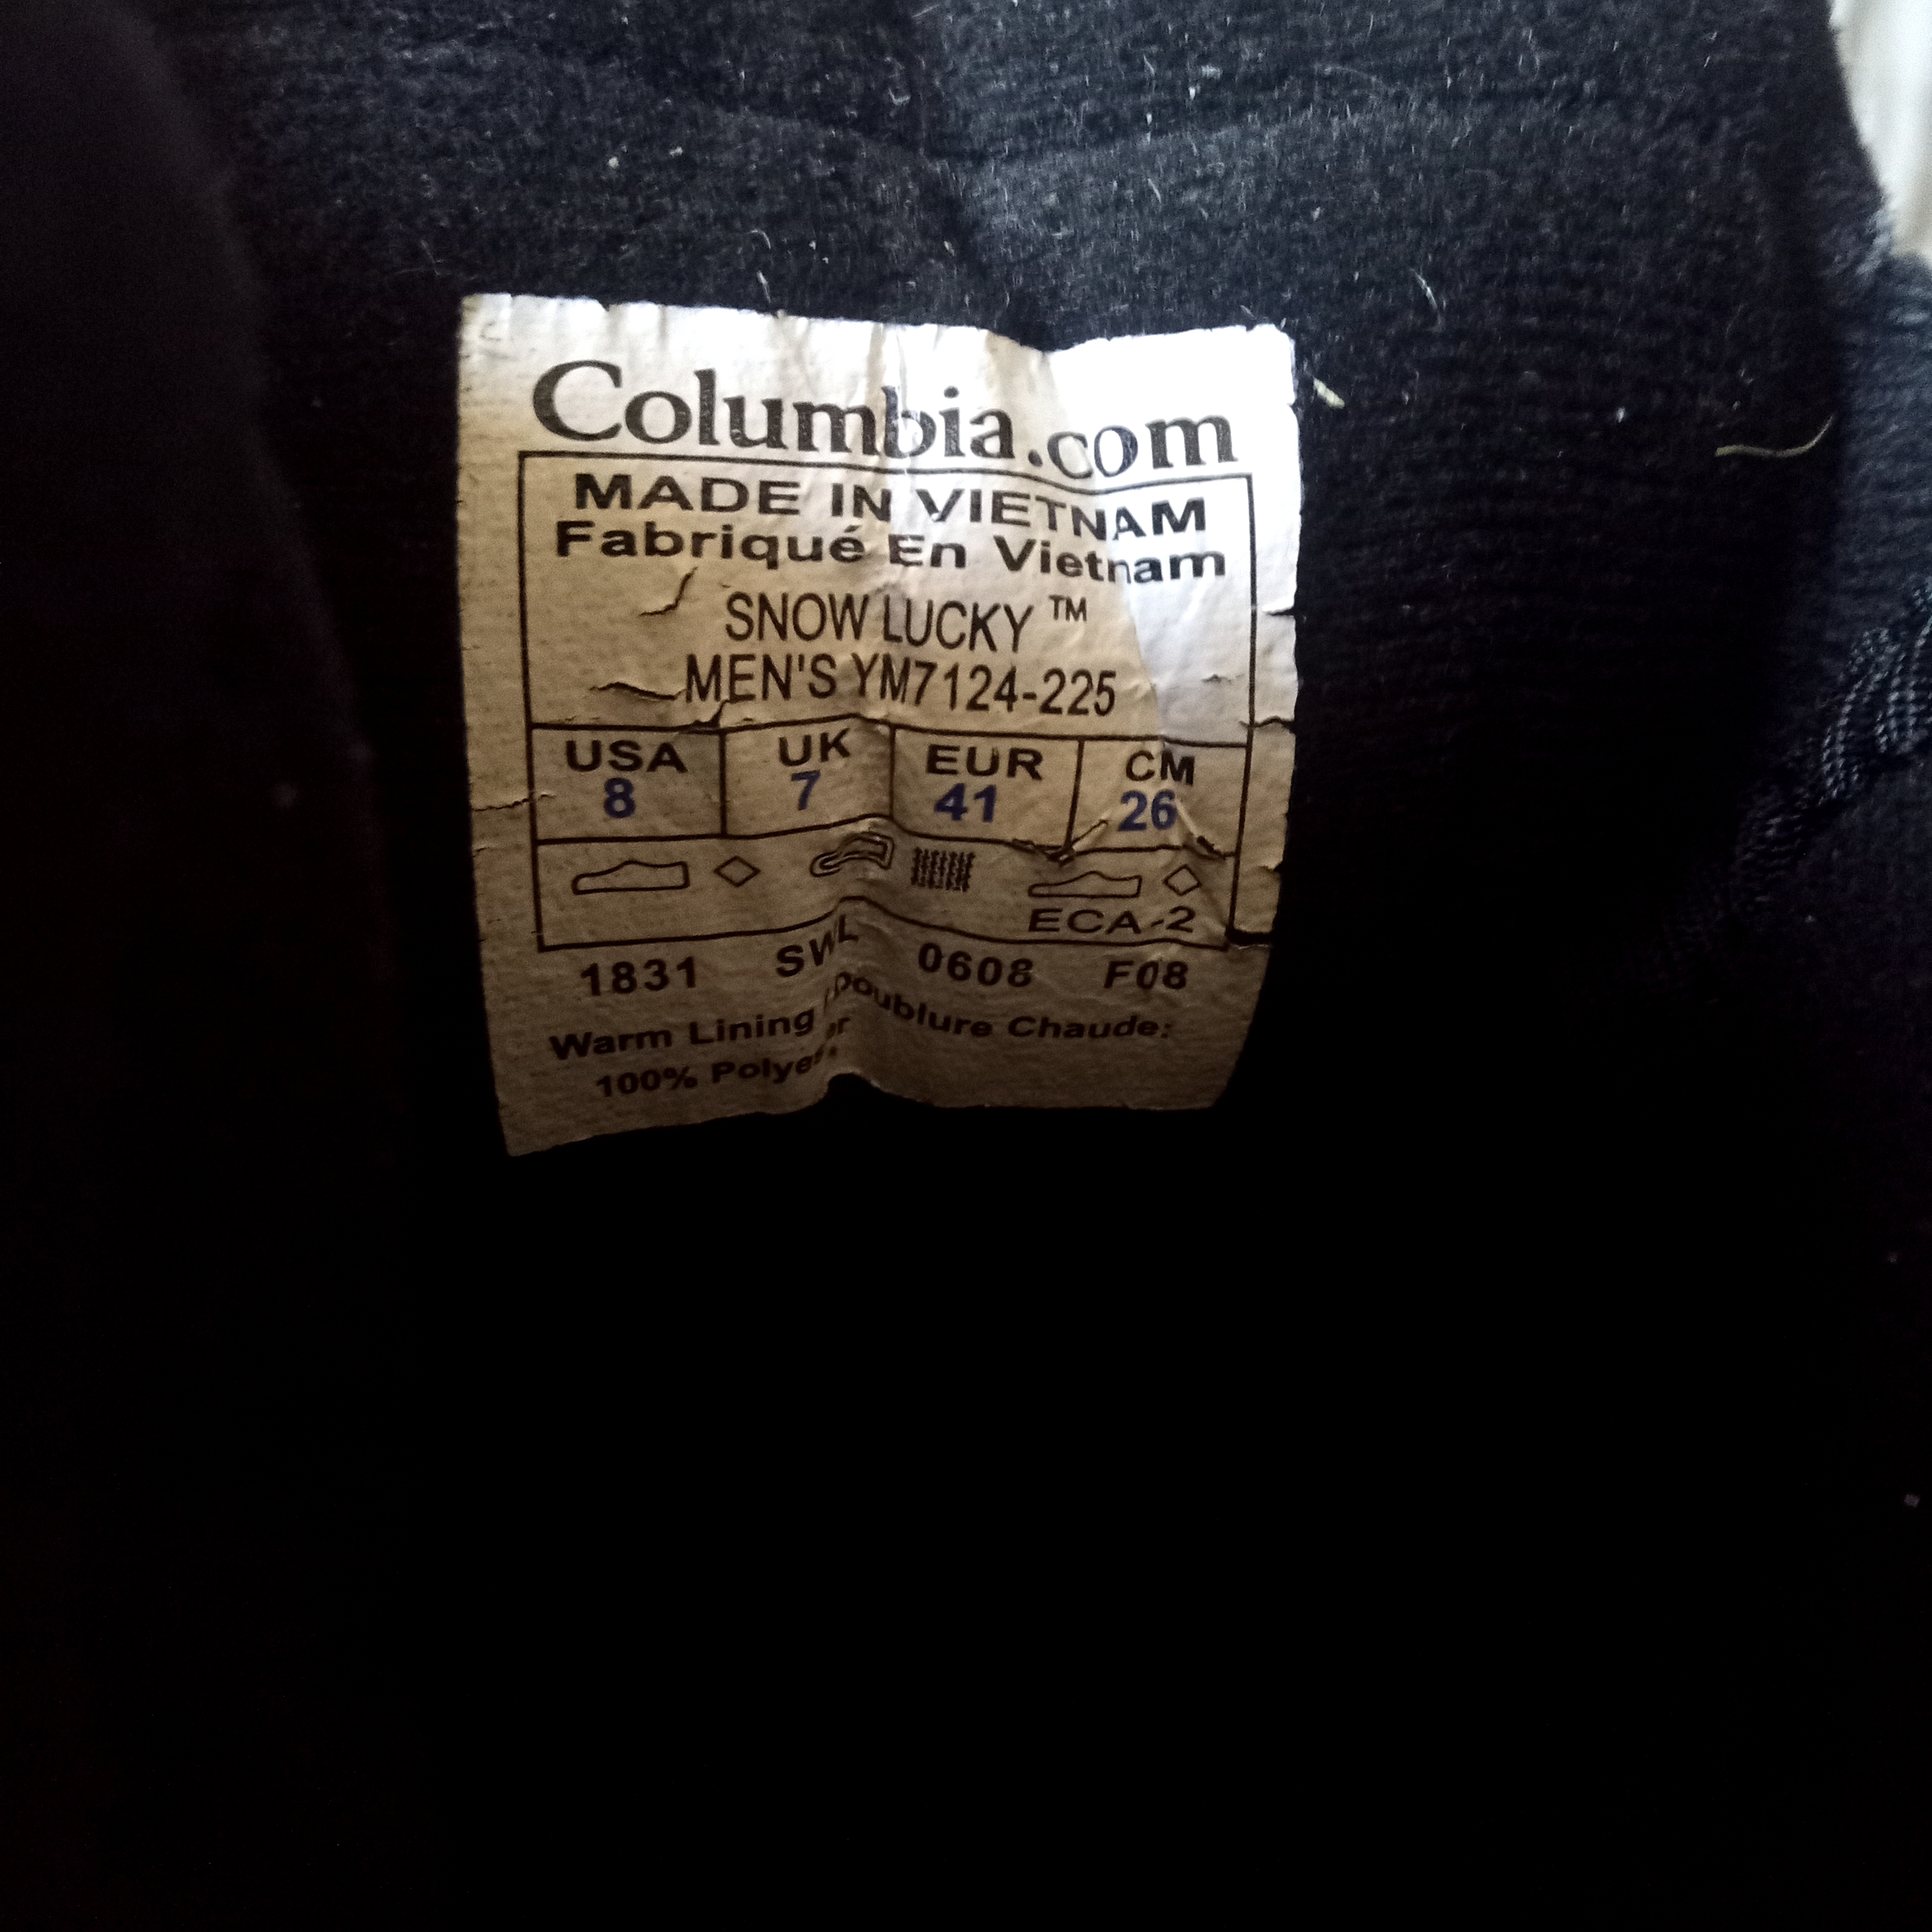 Columbia.com
MADE IN VIETNAM
Fabriqué En Vietnam
SNOW LUCKY ™
MEN'S YM7124-225
USA UK EUR CM
8 7 41 26
ECA-2
1831 SWL 0608 F08
Warm Lining / Doublure Chaude:
100%